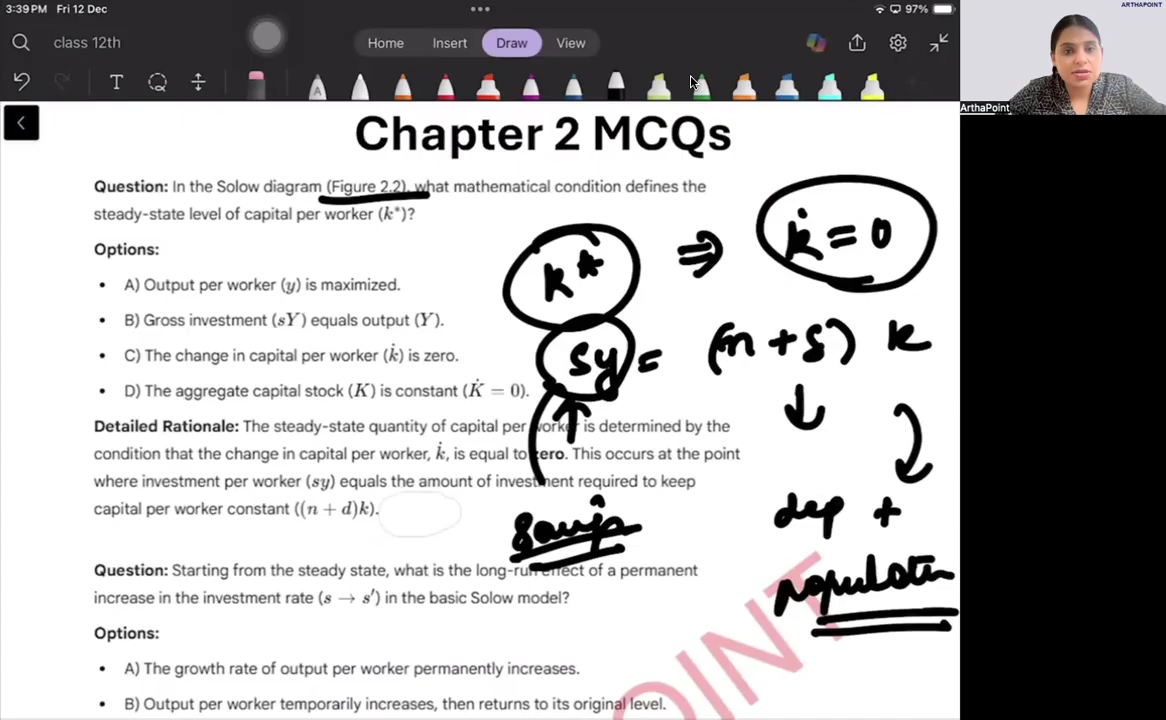 3:39 PM Fri 12 Dec
97%
ARTHAPOINT
class 12th
Home Insert Draw View
T
A
ArthaPoint
Chapter 2 MCQs
Question: In the Solow diagram (Figure 2.2), what mathematical condition defines the
steady-state level of capital per worker (k*)?
Options:
• A) Output per worker (y) is maximized.
• B) Gross investment (sY) equals output (Y).
• C) The change in capital per worker (k̇) is zero.
• D) The aggregate capital stock (K) is constant (K̇ = 0).
k* ⇒ k̇ = 0
sy = (n + δ) k
dep +
population
Saving
Detailed Rationale: The steady-state quantity of capital per worker is determined by the
condition that the change in capital per worker, k̇, is equal to zero. This occurs at the point
where investment per worker (sy) equals the amount of investment required to keep
capital per worker constant ((n + d)k).
Question: Starting from the steady state, what is the long-run effect of a permanent
increase in the investment rate (s → s′) in the basic Solow model?
Options:
• A) The growth rate of output per worker permanently increases.
• B) Output per worker temporarily increases, then returns to its original level.
OINT